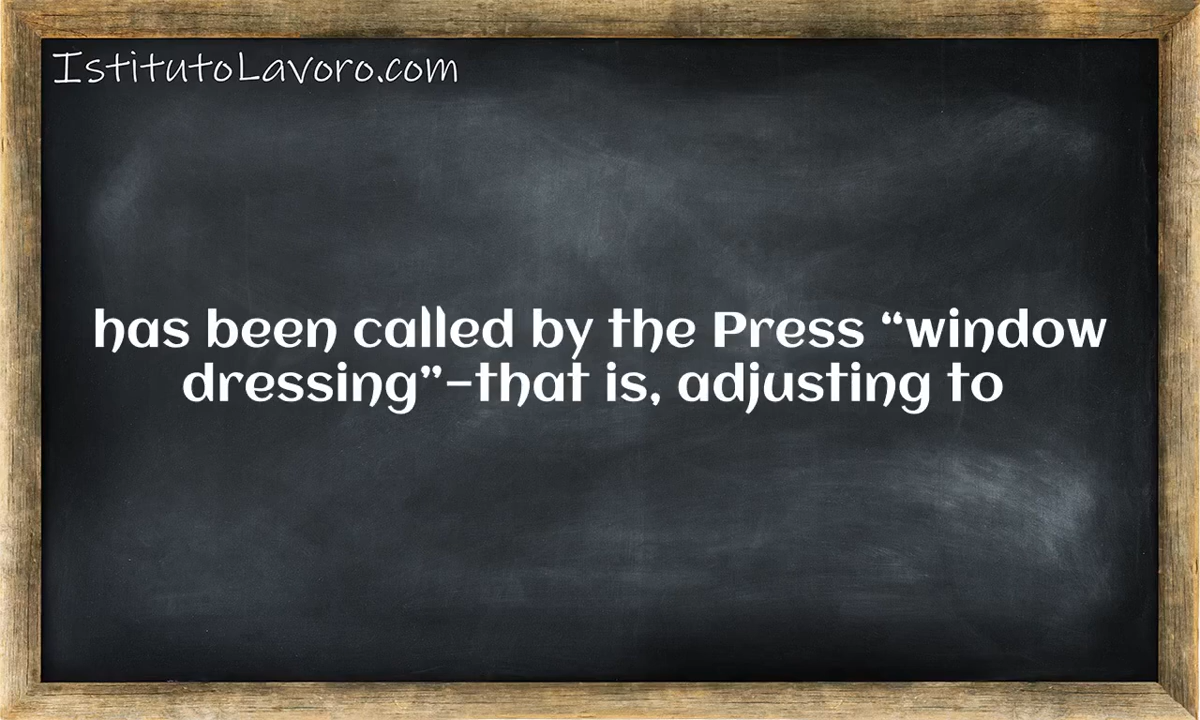 IstitutoLavoro.com
has been called by the Press “window
dressing”–that is, adjusting to